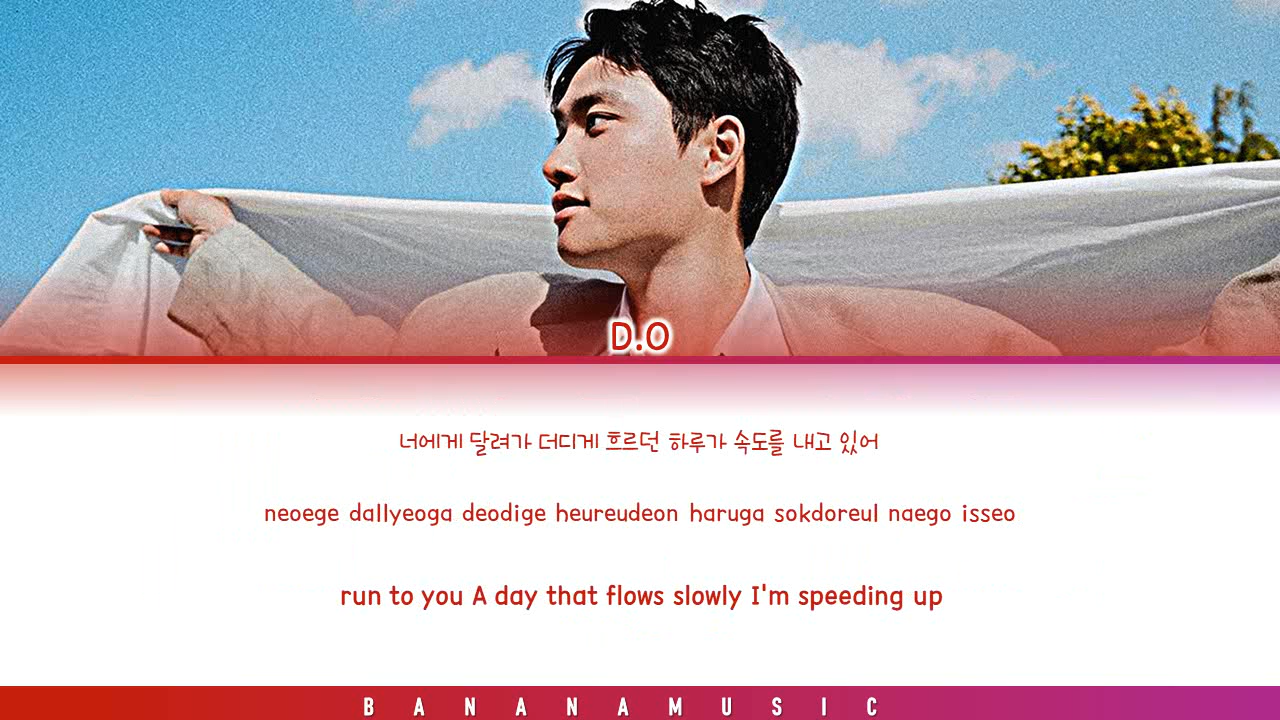 D.O
너에게 달려가 더디게 흐르던 하루가 속도를 내고 있어
neoege dallyeoga deodige heureudeon haruga sokdoreul naego isseo
run to you A day that flows slowly I'm speeding up
BANANAMUSIC